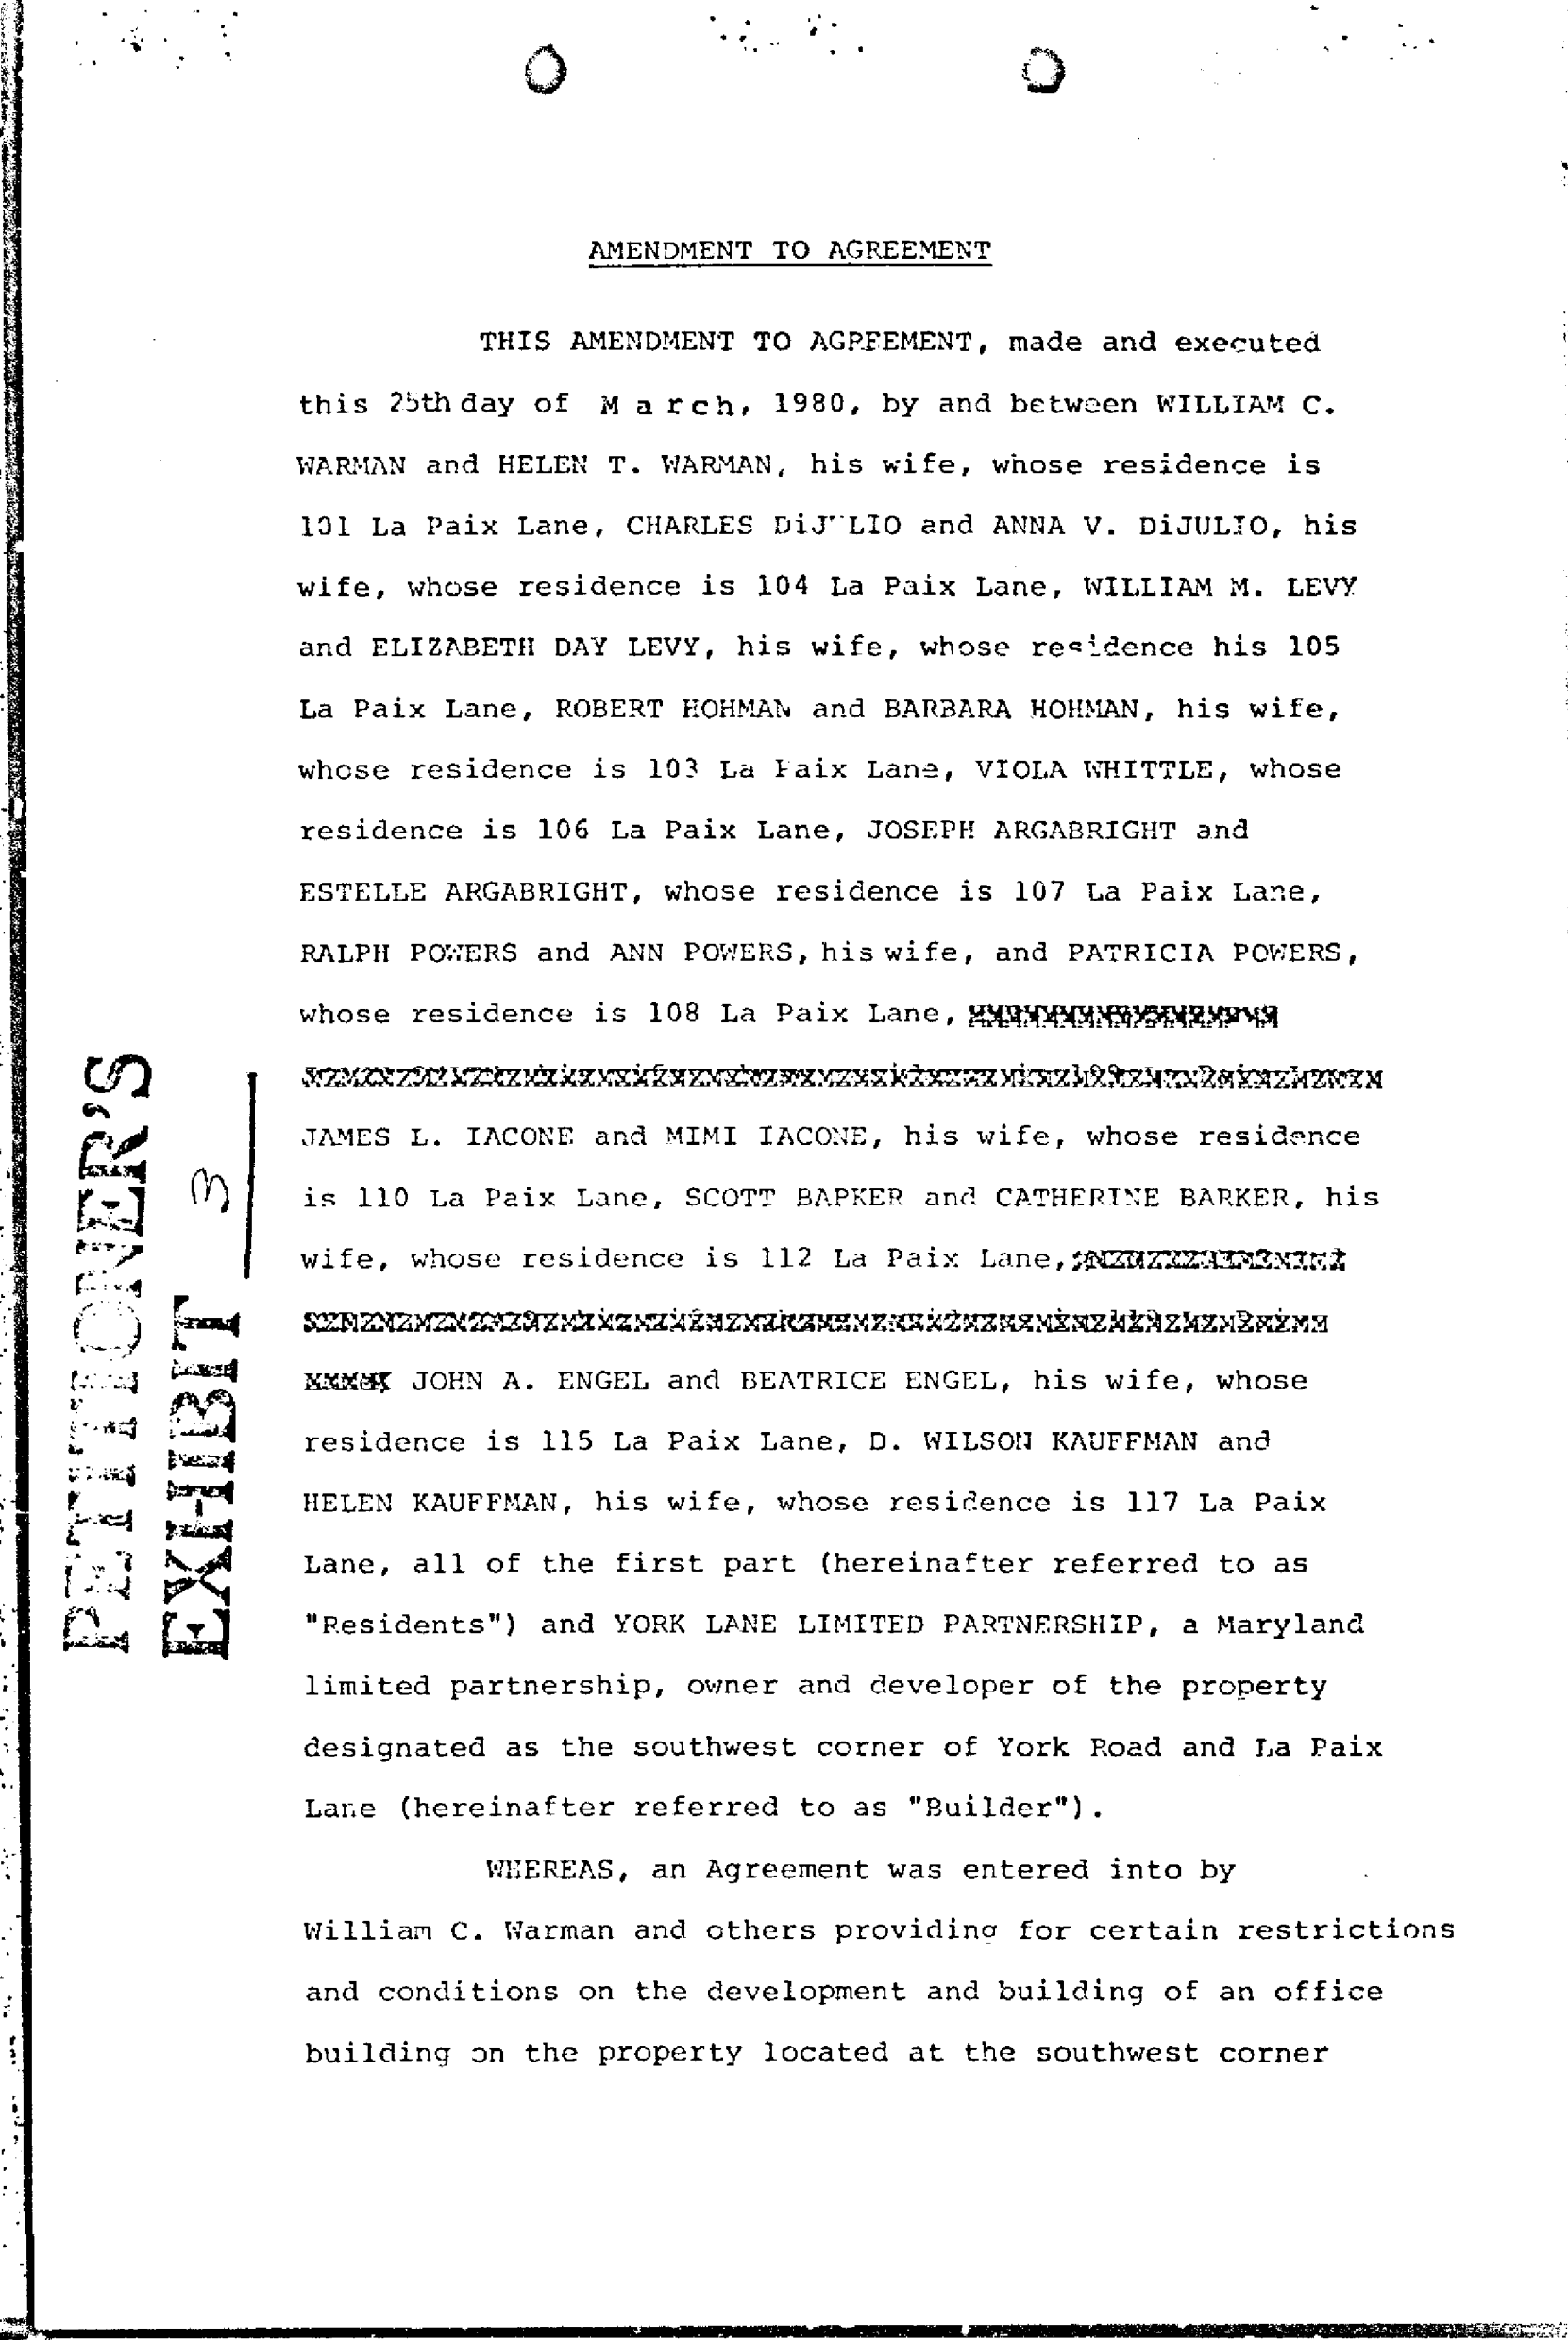 AMENDMENT TO AGREEMENT
THIS AMENDMENT TO AGREEMENT, made and executed
this 25th day of March, 1980, by and between WILLIAM C.
WARMAN and HELEN T. WARMAN, his wife, whose residence is
101 La Paix Lane, CHARLES DiJULIO and ANNA V. DiJULIO, his
wife, whose residence is 104 La Paix Lane, WILLIAM M. LEVY
and ELIZABETH DAY LEVY, his wife, whose residence his 105
La Paix Lane, ROBERT HOHMAN and BARBARA HOHMAN, his wife,
whose residence is 103 La Paix Lane, VIOLA WHITTLE, whose
residence is 106 La Paix Lane, JOSEPH ARGABRIGHT and
ESTELLE ARGABRIGHT, whose residence is 107 La Paix Lane,
RALPH POWERS and ANN POWERS, his wife, and PATRICIA POWERS,
whose residence is 108 La Paix Lane,
JAMES L. IACONE and MIMI IACONE, his wife, whose residence
is 110 La Paix Lane, SCOTT BARKER and CATHERINE BARKER, his
wife, whose residence is 112 La Paix Lane,
JOHN A. ENGEL and BEATRICE ENGEL, his wife, whose
residence is 115 La Paix Lane, D. WILSON KAUFFMAN and
HELEN KAUFFMAN, his wife, whose residence is 117 La Paix
Lane, all of the first part (hereinafter referred to as
"Residents") and YORK LANE LIMITED PARTNERSHIP, a Maryland
limited partnership, owner and developer of the property
designated as the southwest corner of York Road and La Paix
Lane (hereinafter referred to as "Builder").
WHEREAS, an Agreement was entered into by
William C. Warman and others providing for certain restrictions
and conditions on the development and building of an office
building on the property located at the southwest corner
PETITIONER'S
EXHIBIT 3